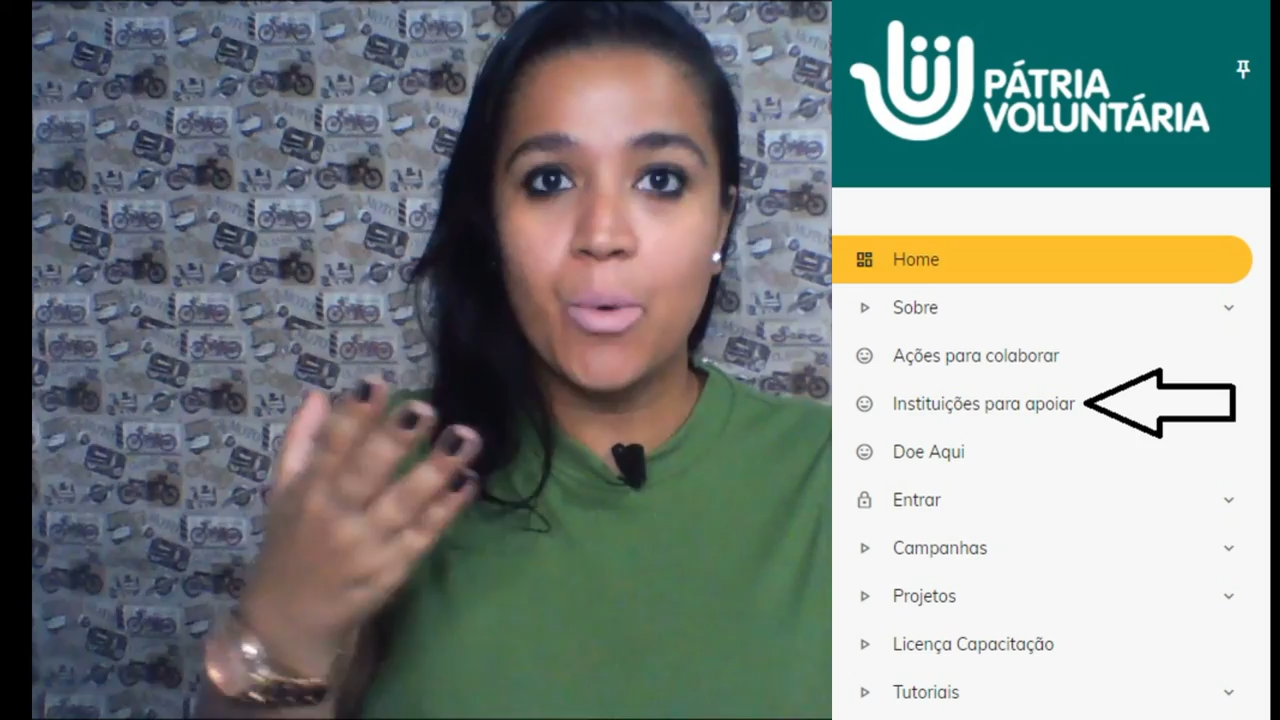 PÁTRIA
VOLUNTÁRIA
Home
Sobre
Ações para colaborar
Instituições para apoiar
Doe Aqui
Entrar
Campanhas
Projetos
Licença Capacitação
Tutoriais